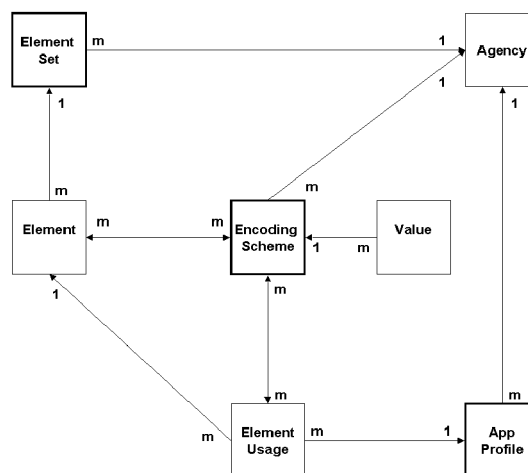 Element
Set
m
1
Agency
1
1
1
m
m
Element
m
m
Encoding
Scheme
1
m
Value
1
m
m
m
m
Element
Usage
m
1
App
Profile